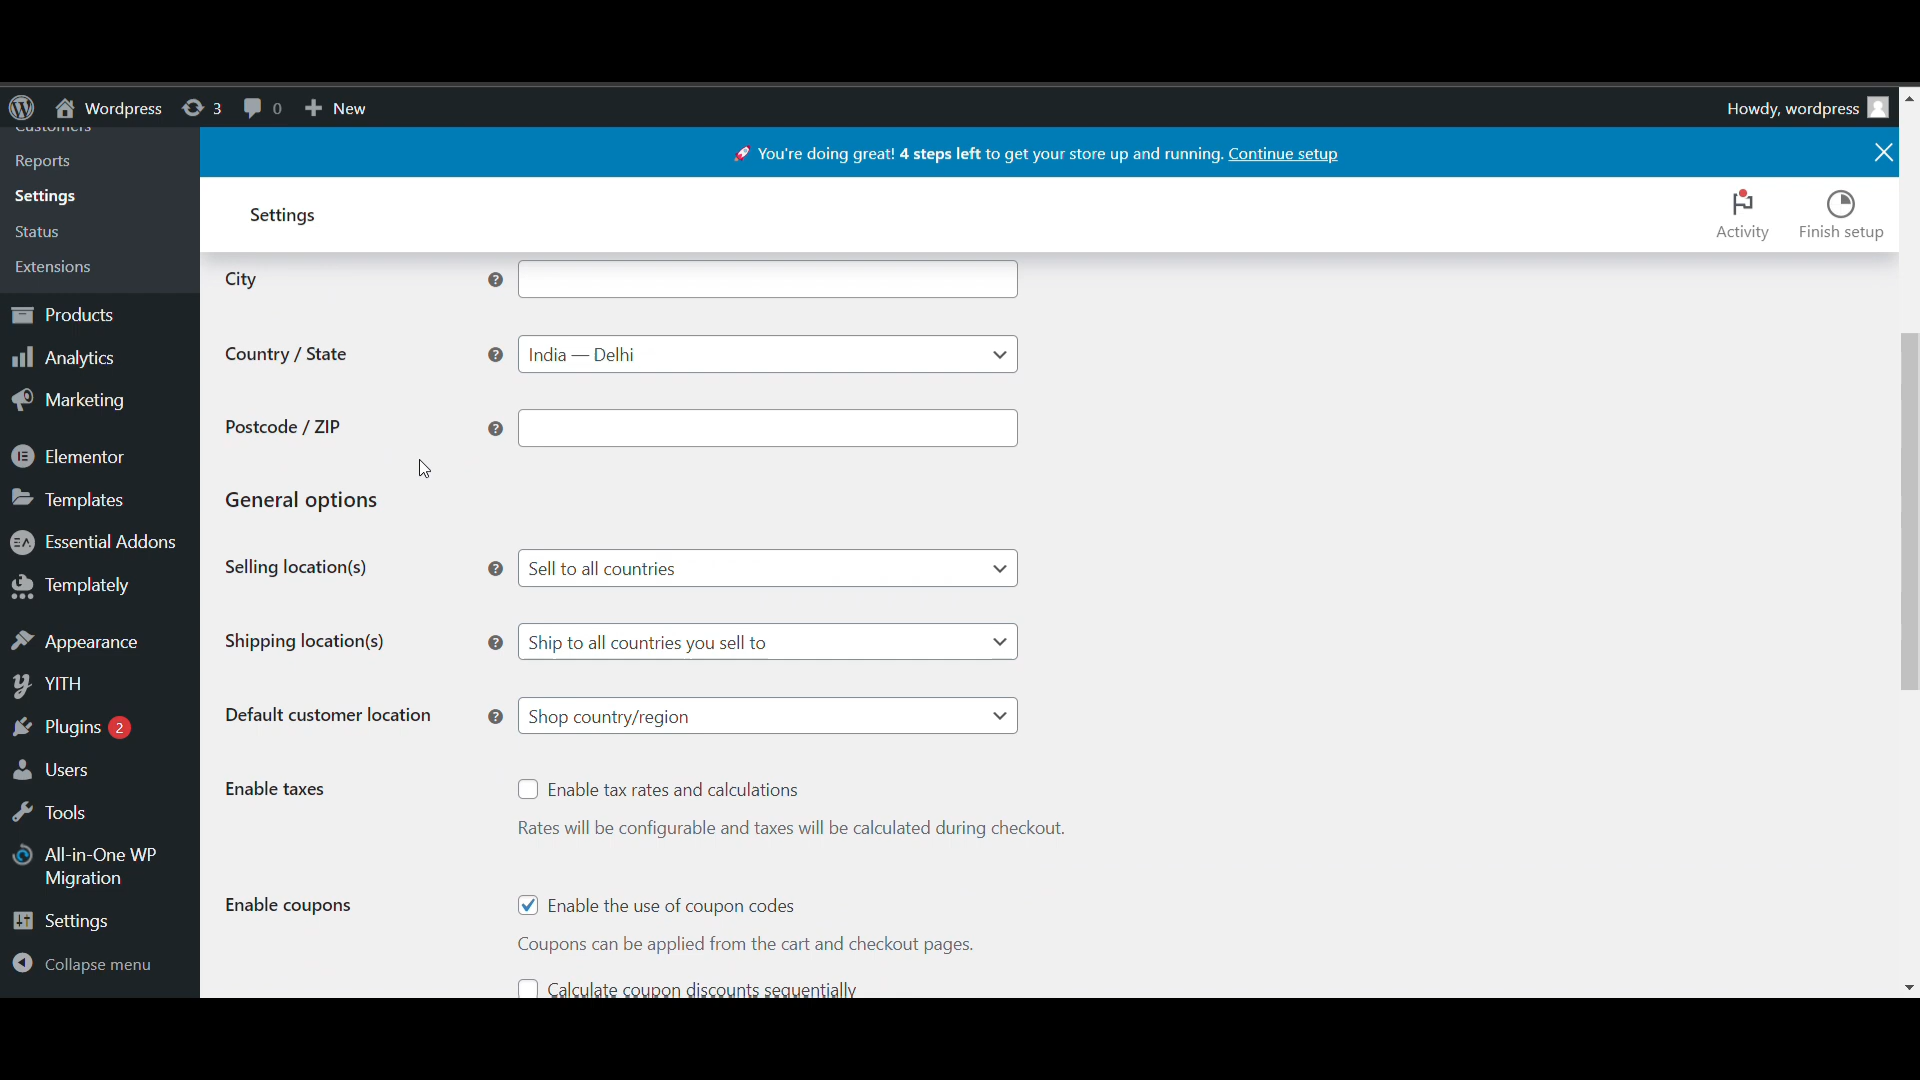 Wordpress 3 0 New
Howdy, wordpress
Customers
Reports
Settings
Status
Extensions
Products
Analytics
Marketing
Elementor
Templates
Essential Addons
Templately
Appearance
YITH
Plugins 2
Users
Tools
All-in-One WP
Migration
Settings
Collapse menu
You're doing great! 4 steps left to get your store up and running. Continue setup
Settings
Activity
Finish setup
City
Country / State
India — Delhi
Postcode / ZIP
General options
Selling location(s)
Sell to all countries
Shipping location(s)
Ship to all countries you sell to
Default customer location
Shop country/region
Enable taxes
Enable tax rates and calculations
Rates will be configurable and taxes will be calculated during checkout.
Enable coupons
Enable the use of coupon codes
Coupons can be applied from the cart and checkout pages.
Calculate coupon discounts sequentially